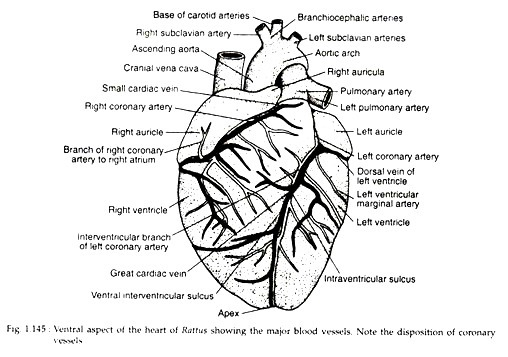 Base of carotid arteries
Branchiocephalic arteries
Right subclavian artery
Left subclavian arteries
Ascending aorta
Aortic arch
Cranial vena cava
Right auricula
Small cardiac vein
Pulmonary artery
Right coronary artery
Left pulmonary artery
Right auricle
Left auricle
Branch of right coronary
artery to right atrium
Left coronary artery
Dorsal vein of
left ventricle
Left ventricular
marginal artery
Right ventricle
Left ventricle
Interventricular branch
of left coronary artery
Great cardiac vein
Intraventricular sulcus
Ventral interventricular sulcus
Apex
Fig. 1.145 : Ventral aspect of the heart of Rattus showing the major blood vessels. Note the disposition of coronary
vessels